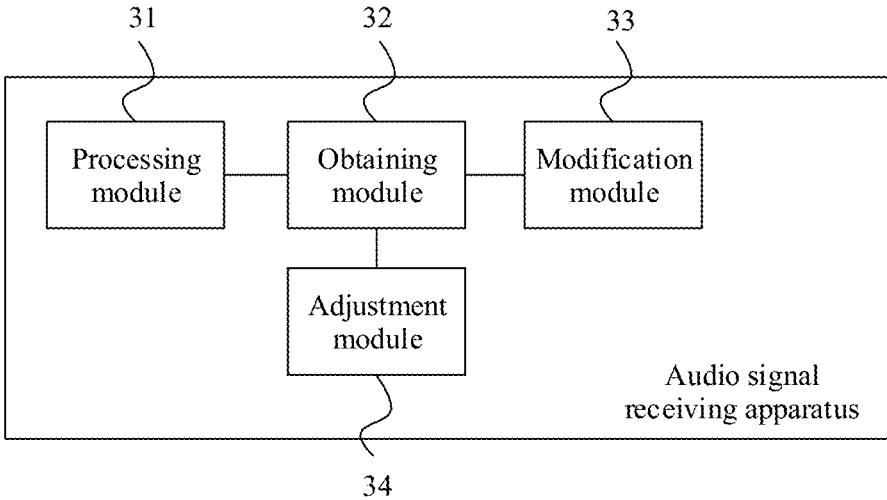 31
32
33
Processing
module
Obtaining
module
Modification
module
Adjustment
module
Audio signal
receiving apparatus
34